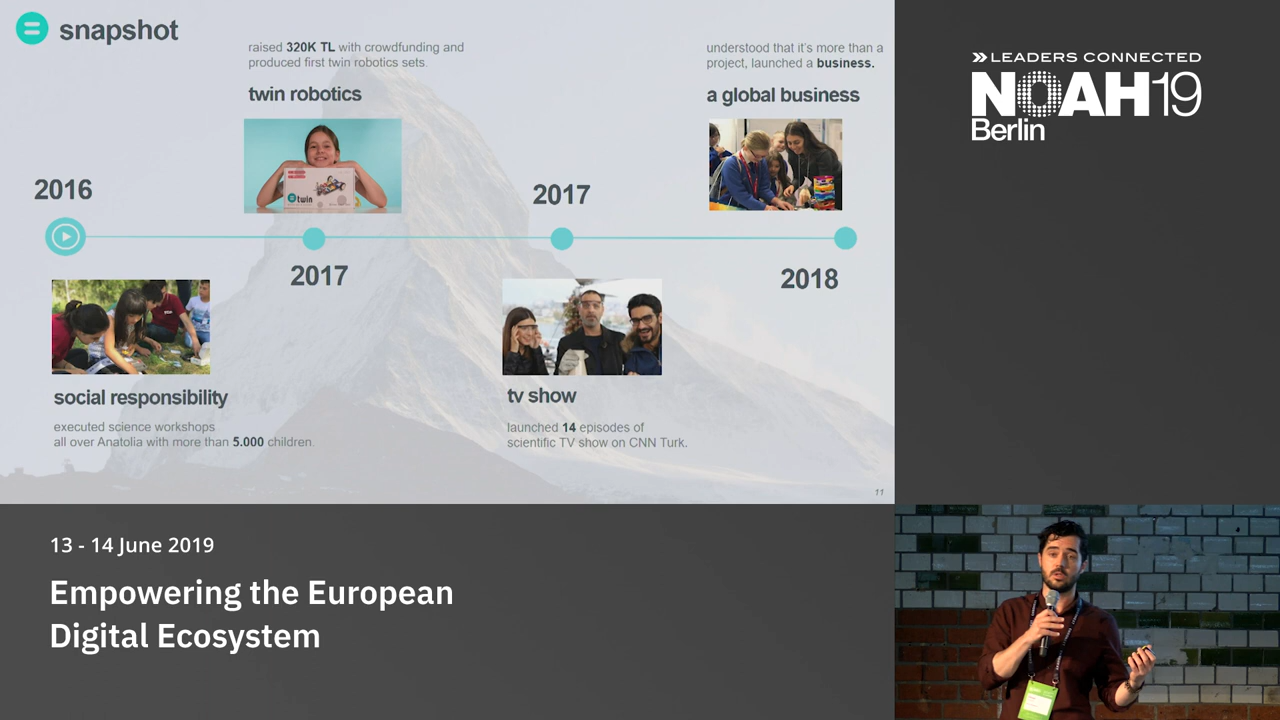 snapshot
raised 320K TL with crowdfunding and
produced first twin robotics sets.
twin robotics
twin
understood that it's more than a
project, launched a business.
a global business
2016
2017
2017
2018
social responsibility
executed science workshops
all over Anatolia with more than 5.000 children.
tv show
launched 14 episodes of
scientific TV show on CNN Turk.
11
LEADERS CONNECTED
NOAH19
Berlin
13 - 14 June 2019
Empowering the European
Digital Ecosystem